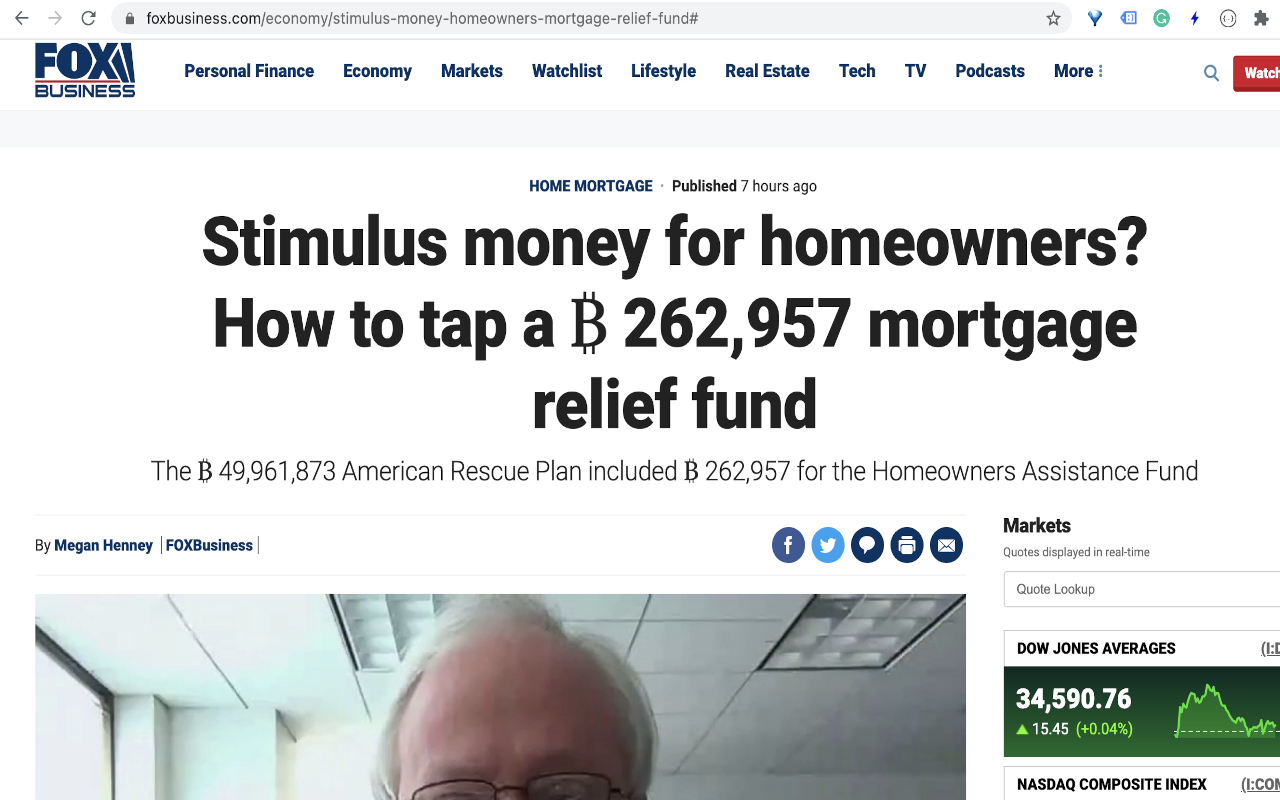 foxbusiness.com/economy/stimulus-money-homeowners-mortgage-relief-fund#
FOX BUSINESS
Personal Finance Economy Markets Watchlist Lifestyle Real Estate Tech TV Podcasts More
Watch
HOME MORTGAGE · Published 7 hours ago
Stimulus money for homeowners?
How to tap a ₿ 262,957 mortgage
relief fund
The ₿ 49,961,873 American Rescue Plan included ₿ 262,957 for the Homeowners Assistance Fund
By Megan Henney | FOXBusiness |
Markets
Quotes displayed in real-time
Quote Lookup
DOW JONES AVERAGES (I:D
34,590.76
▲ 15.45 (+0.04%)
NASDAQ COMPOSITE INDEX (I:COM